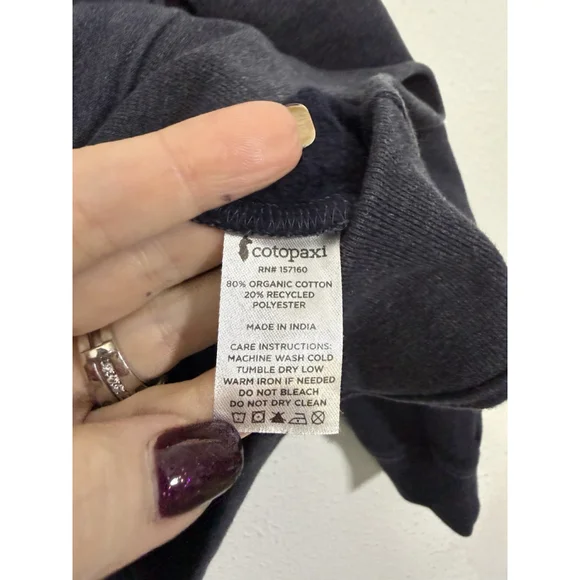 cotopaxi
RN# 157160
80% ORGANIC COTTON
20% RECYCLED
POLYESTER
MADE IN INDIA
CARE INSTRUCTIONS:
MACHINE WASH COLD
TUMBLE DRY LOW
WARM IRON IF NEEDED
DO NOT BLEACH
DO NOT DRY CLEAN